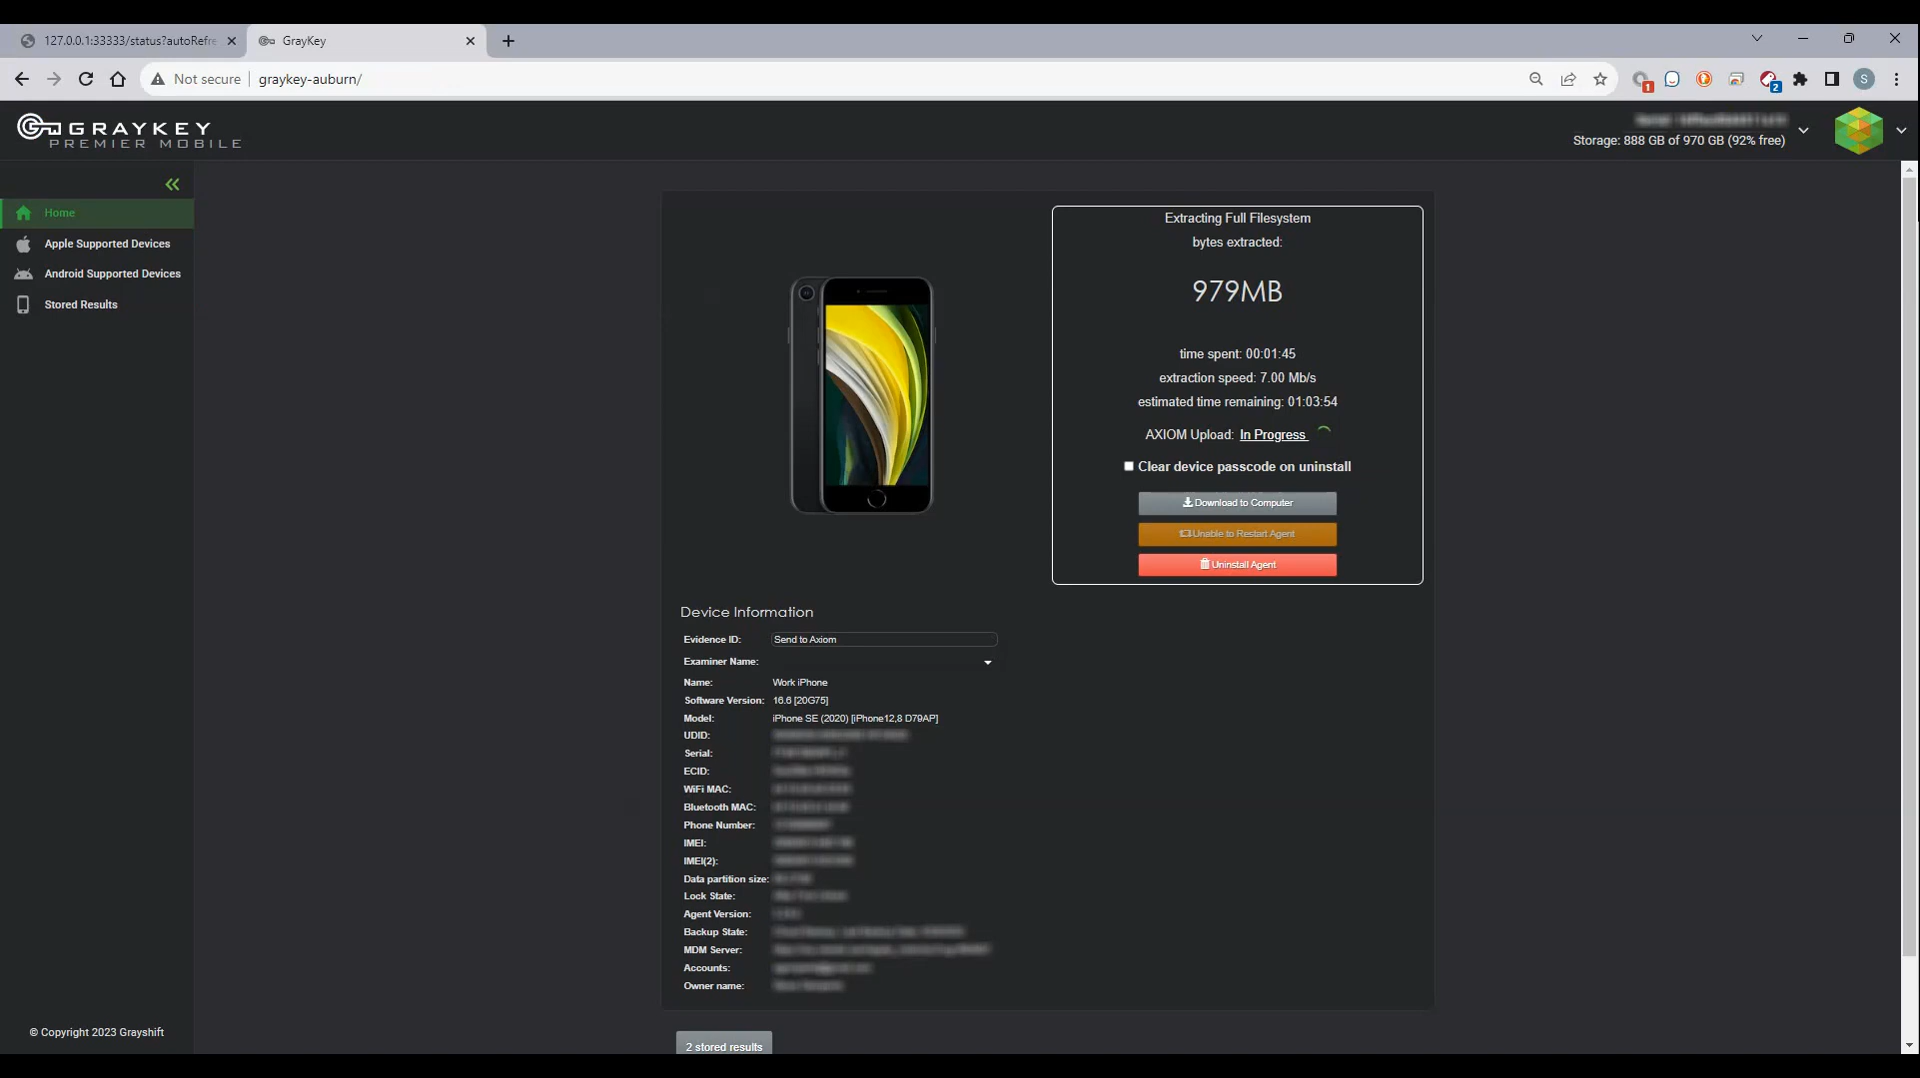 127.0.0.1:33333/status?autoRefre
GrayKey
Not secure
graykey-auburn/
1
2
S
GRAYKEY
PREMIER MOBILE
Storage: 888 GB of 970 GB (92% free)
Home
Apple Supported Devices
Android Supported Devices
Stored Results
Extracting Full Filesystem
bytes extracted:
979MB
time spent: 00:01:45
extraction speed: 7.00 Mb/s
estimated time remaining: 01:03:54
AXIOM Upload: In Progress
Clear device passcode on uninstall
Download to Computer
Unable to Restart Agent
Uninstall Agent
Device Information
Evidence ID: Send to Axiom
Examiner Name:
Name: Work iPhone
Software Version: 16.6 [20G75]
Model: iPhone SE (2020) [iPhone12,8 D79AP]
UDID:
Serial:
ECID:
WiFi MAC:
Bluetooth MAC:
Phone Number:
IMEI:
IMEI(2):
Data partition size:
Lock State:
Agent Version:
Backup State:
MDM Server:
Accounts:
Owner name:
© Copyright 2023 Grayshift
2 stored results